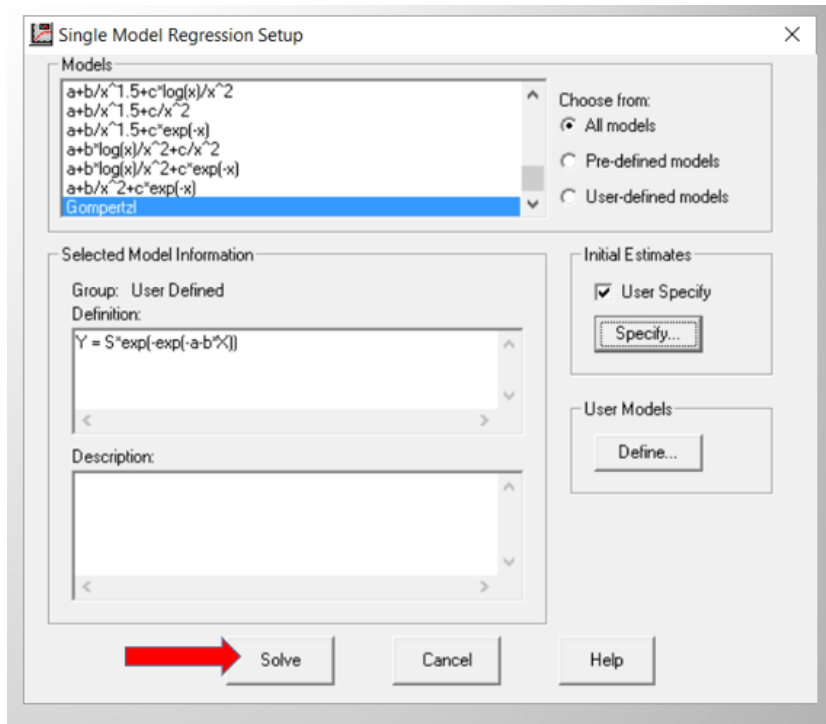 Single Model Regression Setup
Models
a+b/x^1.5+c*log(x)/x^2
a+b/x^1.5+c/x^2
a+b/x^1.5+c*exp(-x)
a+b*log(x)/x^2+c/x^2
a+b*log(x)/x^2+c*exp(-x)
a+b/x^2+c*exp(-x)
Gompertzl
Choose from:
All models
Pre-defined models
User-defined models
Selected Model Information
Group: User Defined
Definition:
Y = S*exp(-exp(-a-b*X))
Description:
Initial Estimates
User Specify
Specify...
User Models
Define...
Solve
Cancel
Help